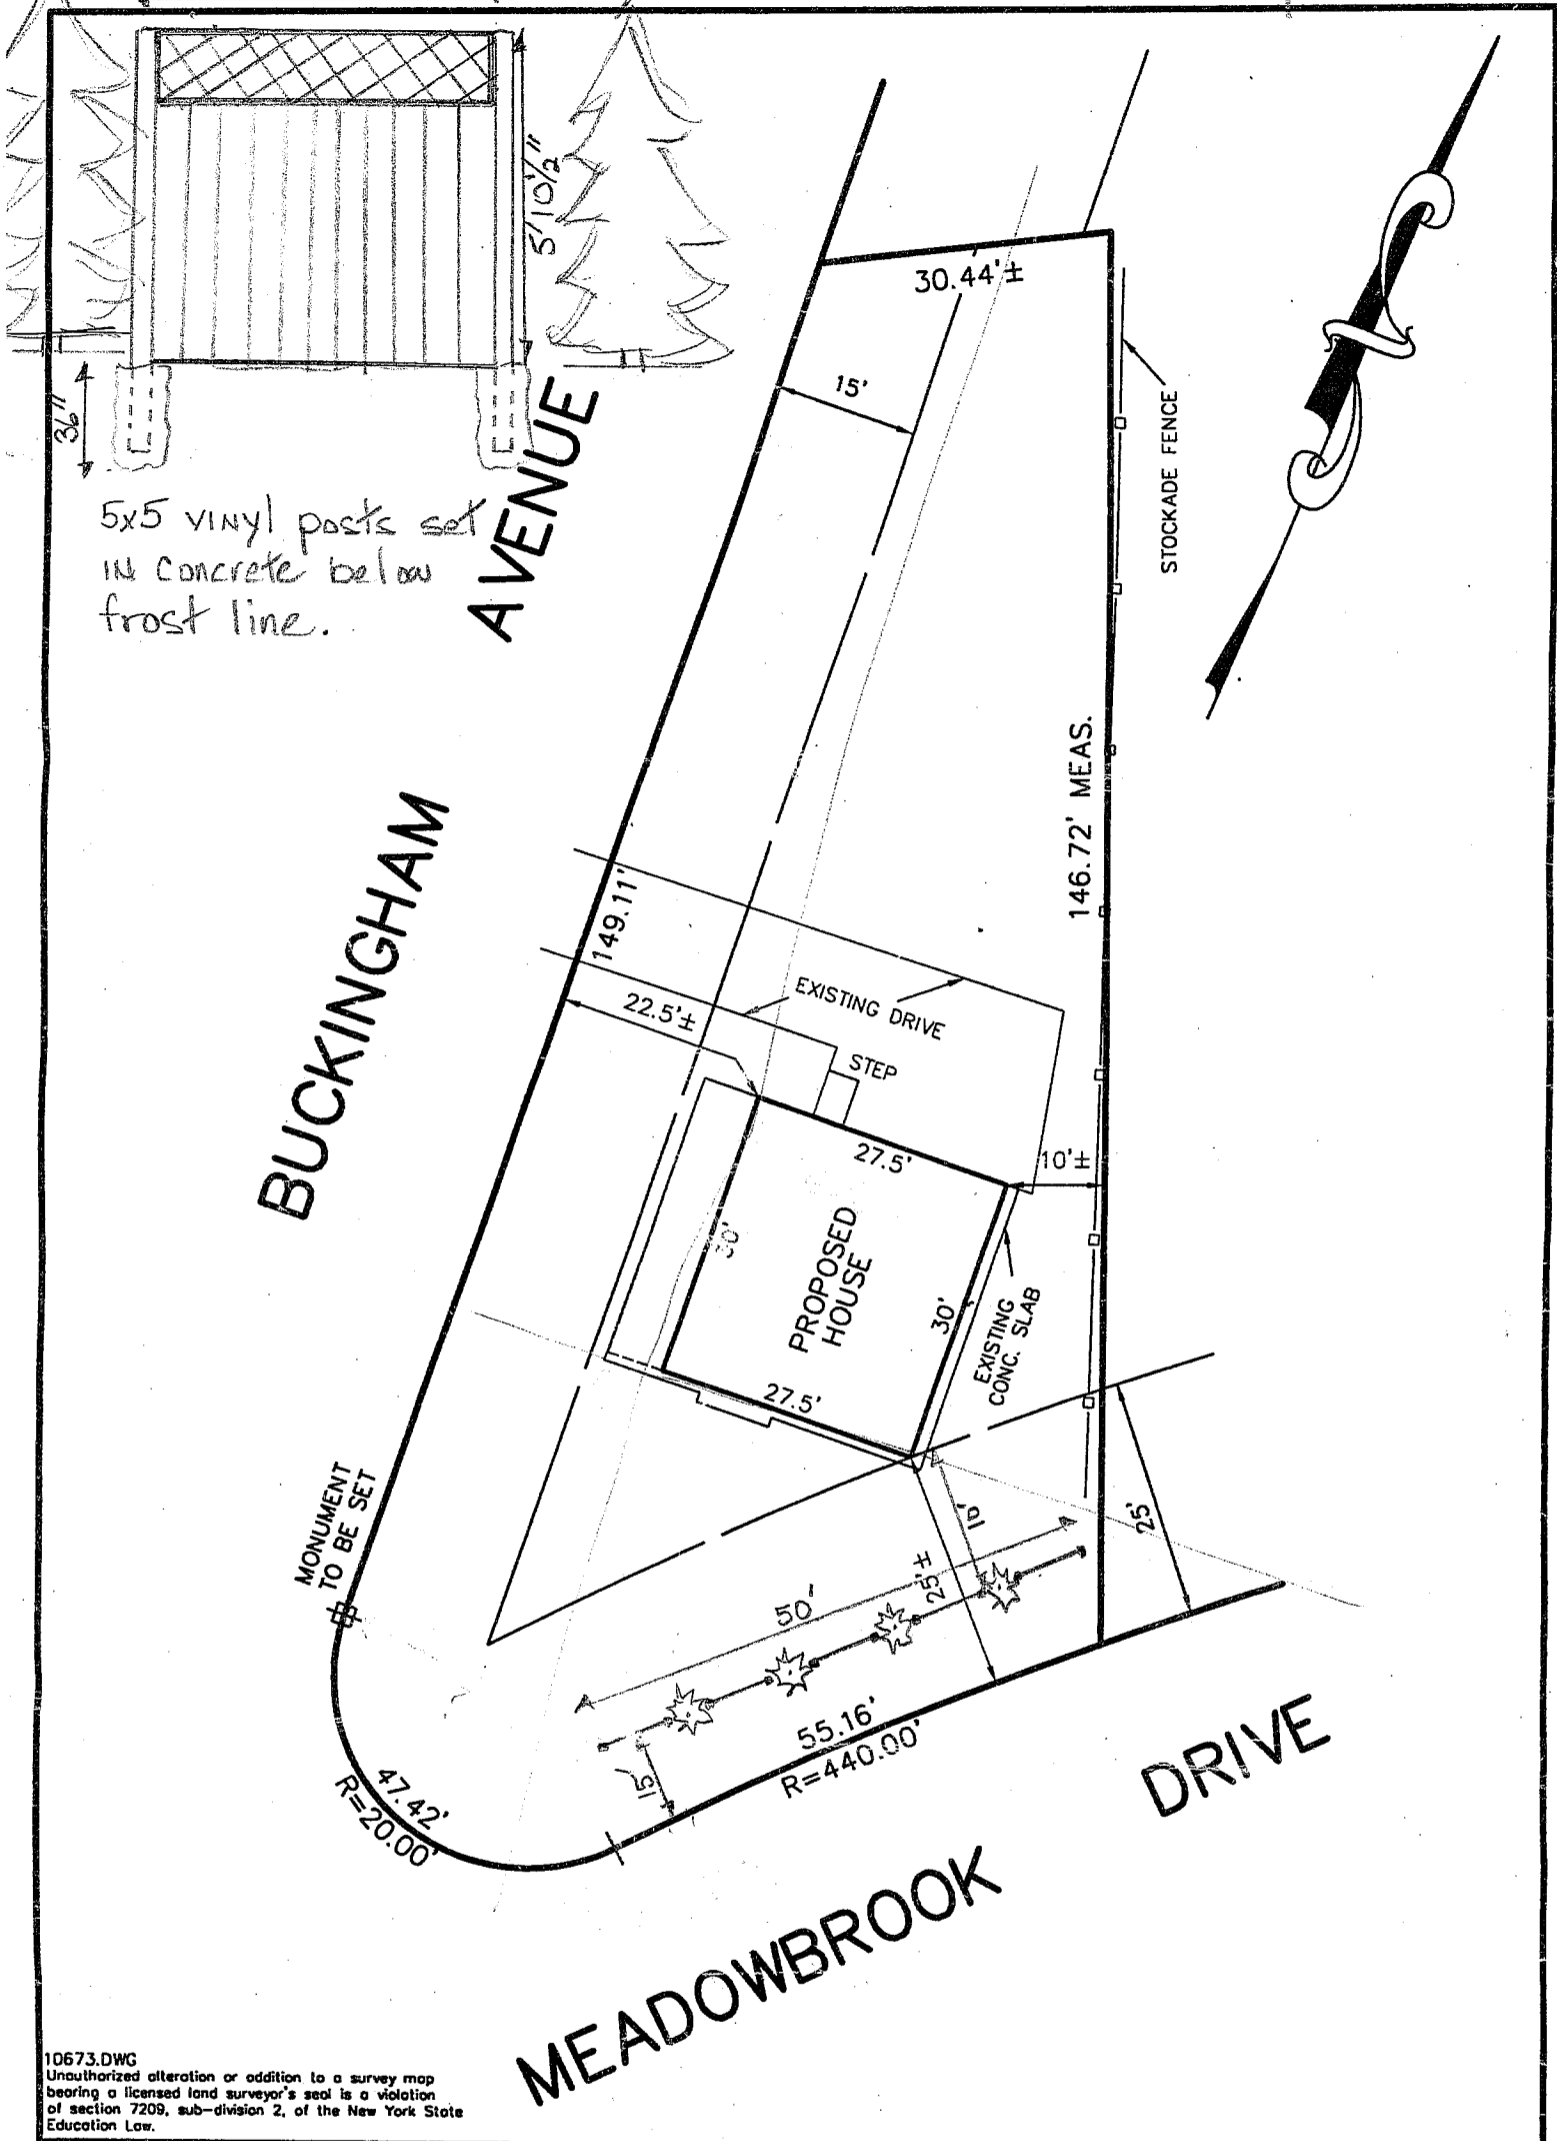 5'10½"
36"
5x5 VINYl posts set
IN Concrete below
frost line.
BUCKINGHAM AVENUE
30.44'±
15'
STOCKADE FENCE
146.72' MEAS.
149.11'
22.5'±
EXISTING DRIVE
STEP
27.5'
10'±
30'
PROPOSED
HOUSE
30'
EXISTING
CONC. SLAB
27.5'
MONUMENT
TO BE SET
10'
25'±
25'
50'
15'
55.16'
R=440.00'
47.42'
R=20.00'
MEADOWBROOK DRIVE
10673.DWG
Unauthorized alteration or addition to a survey map
bearing a licensed land surveyor's seal is a violation
of section 7209, sub-division 2, of the New York State
Education Law.